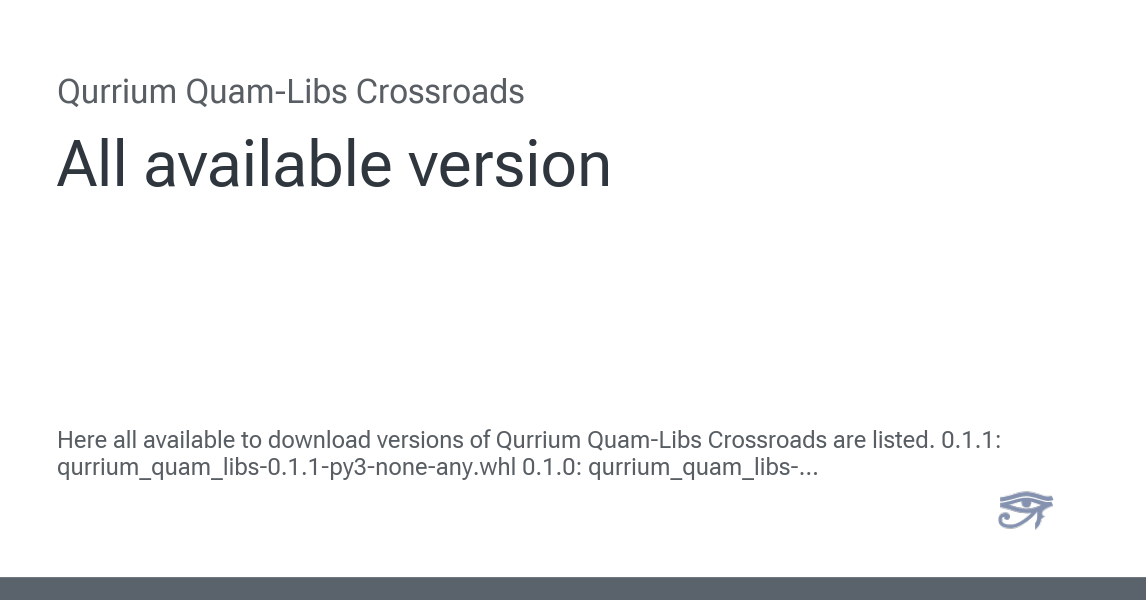 Qurrium Quam-Libs Crossroads
All available version
Here all available to download versions of Qurrium Quam-Libs Crossroads are listed. 0.1.1:
qurrium_quam_libs-0.1.1-py3-none-any.whl 0.1.0: qurrium_quam_libs-...